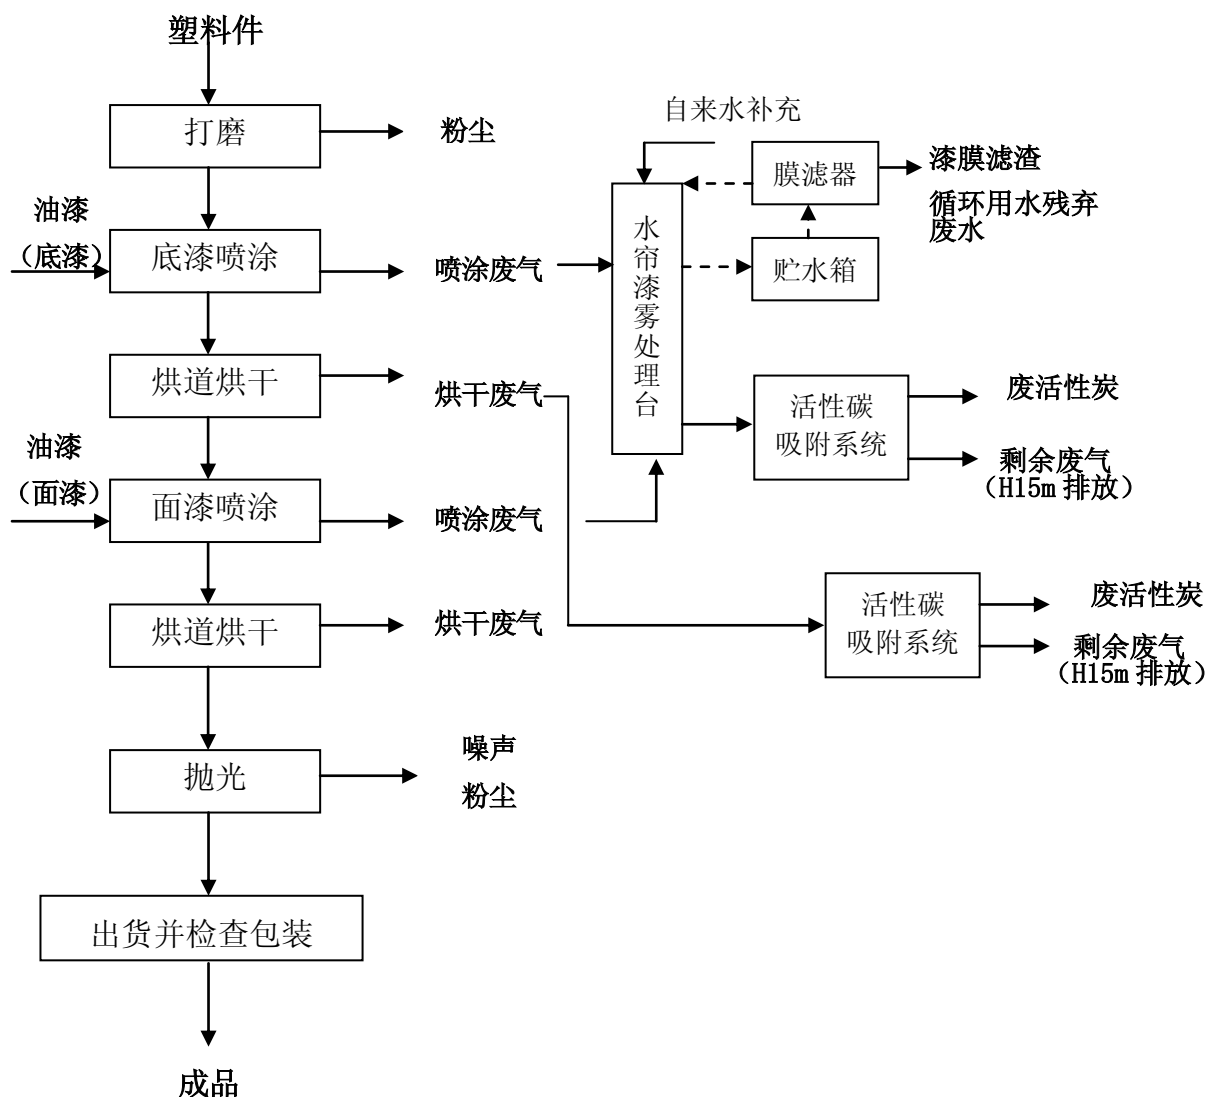 塑料件
打磨
粉尘
自来水补充
膜滤器
漆膜滤渣
循环用水残弃
废水
油漆
（底漆）
底漆喷涂
喷涂废气
水帘漆雾处理台
贮水箱
烘道烘干
烘干废气
活性碳
吸附系统
废活性炭
剩余废气
（H15m 排放）
油漆
（面漆）
面漆喷涂
喷涂废气
烘道烘干
烘干废气
活性碳
吸附系统
废活性炭
剩余废气
（H15m 排放）
抛光
噪声
粉尘
出货并检查包装
成品